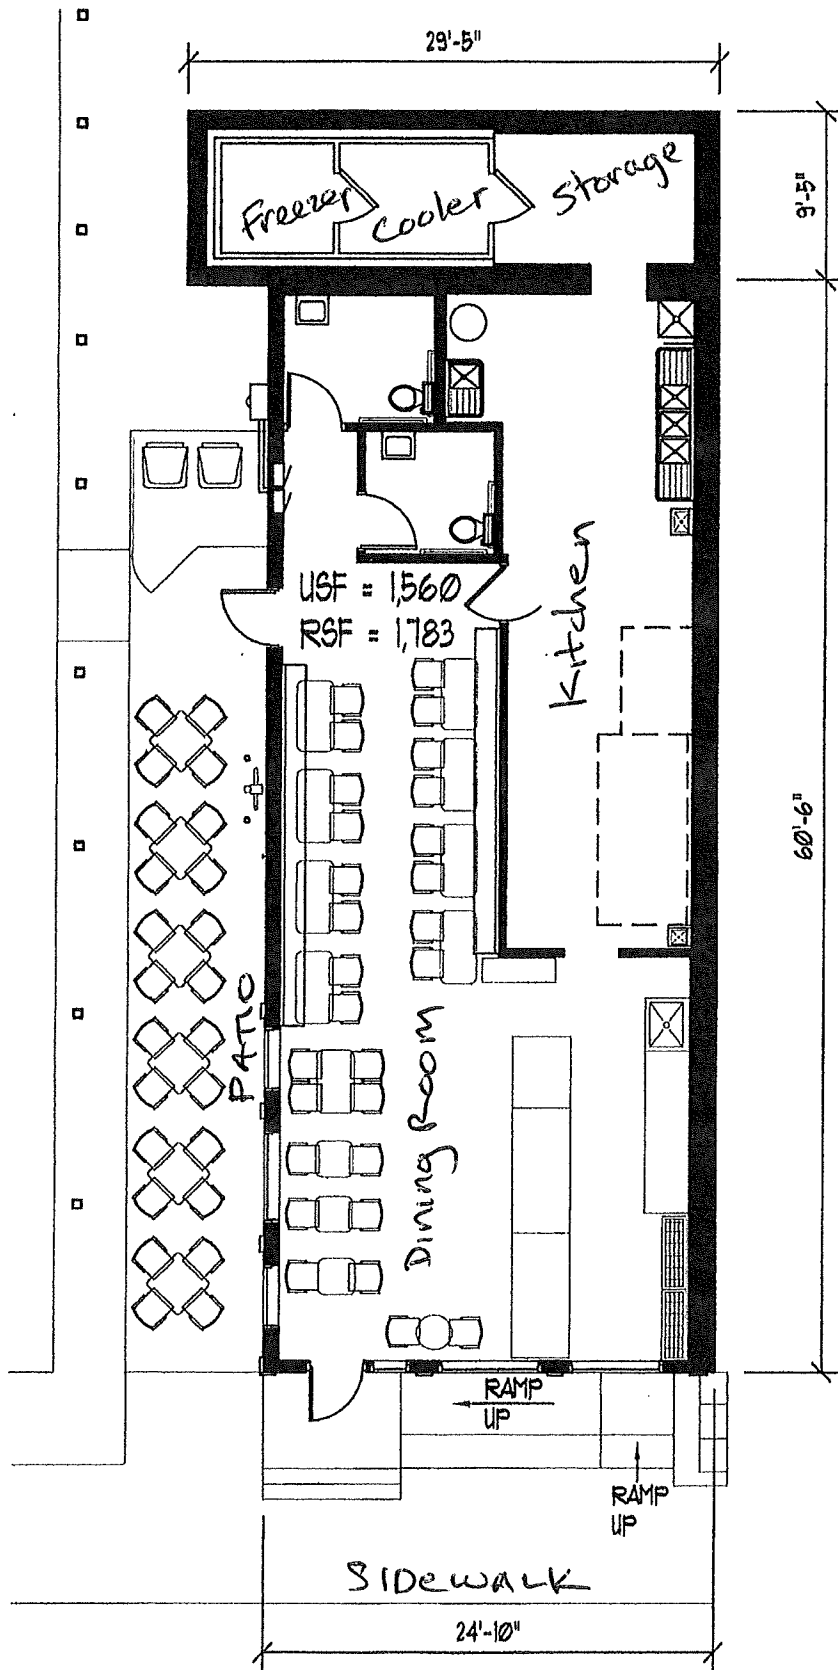 29'-5"
Freezer
Cooler
Storage
9'-5"
USF = 1,560
RSF = 1,783
Kitchen
60'-6"
PATIO
Dining Room
RAMP
UP
RAMP
UP
SIDeWALK
24'-10"